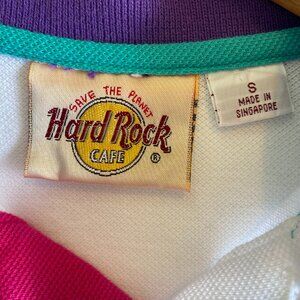 SAVE THE PLANET
Hard Rock
CAFE ®
S
MADE IN
SINGAPORE